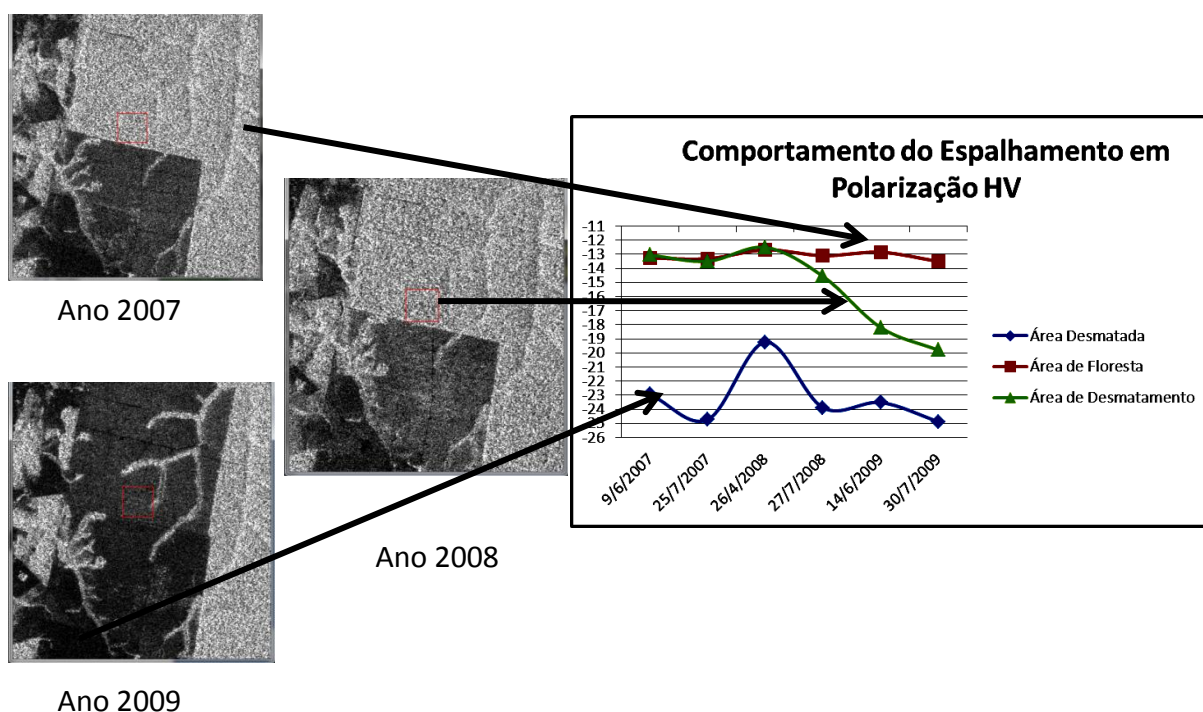 Ano 2007
Ano 2008
Ano 2009
Comportamento do Espalhamento em
Polarização HV
-11
-12
-13
-14
-15
-16
-17
-18
-19
-20
-21
-22
-23
-24
-25
-26
9/6/2007
25/7/2007
26/4/2008
27/7/2008
14/6/2009
30/7/2009
Área Desmatada
Área de Floresta
Área de Desmatamento